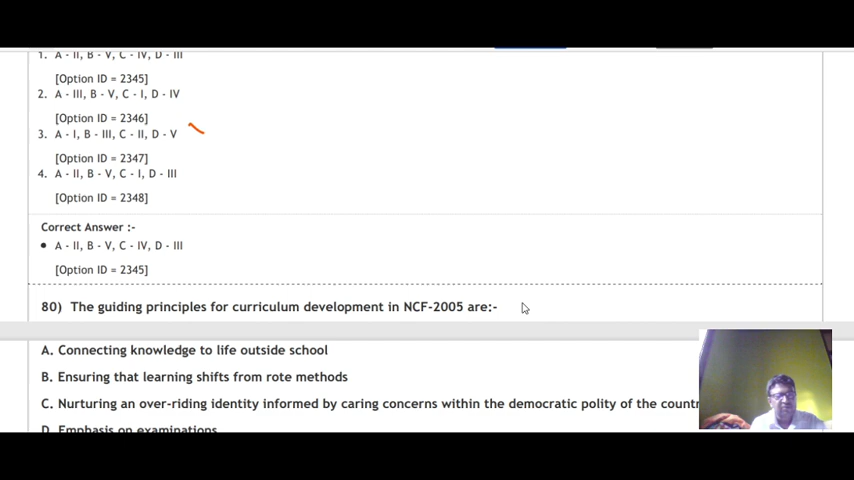 1. A - II, B - V, C - IV, D - III
[Option ID = 2345]
2. A - III, B - V, C - I, D - IV
[Option ID = 2346]
3. A - I, B - III, C - II, D - V
[Option ID = 2347]
4. A - II, B - V, C - I, D - III
[Option ID = 2348]
Correct Answer :-
• A - II, B - V, C - IV, D - III
[Option ID = 2345]
80) The guiding principles for curriculum development in NCF-2005 are:-
A. Connecting knowledge to life outside school
B. Ensuring that learning shifts from rote methods
C. Nurturing an over-riding identity informed by caring concerns within the democratic polity of the countr
D. Emphasis on examinations